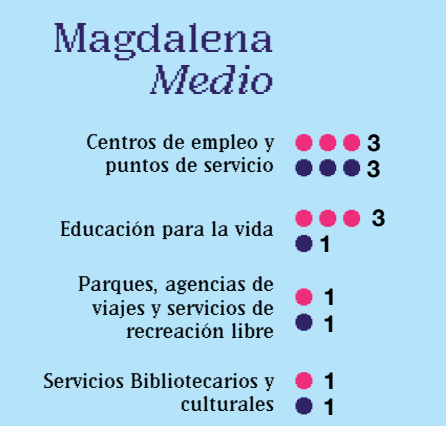 Magdalena
Medio
Centros de empleo y
puntos de servicio
3
3
Educación para la vida
3
1
Parques, agencias de
viajes y servicios de
recreación libre
1
1
Servicios Bibliotecarios y
culturales
1
1